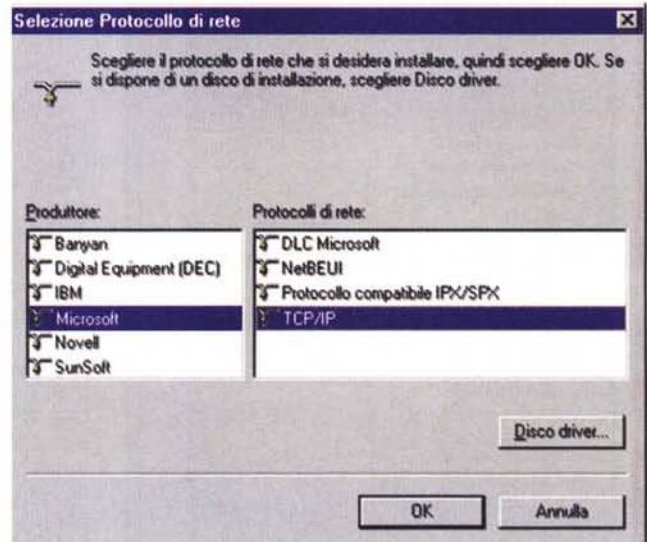 Selezione Protocollo di rete
Scegliere il protocollo di rete che si desidera installare, quindi scegliere OK. Se
si dispone di un disco di installazione, scegliere Disco driver.
Produttore:
Banyan
Digital Equipment (DEC)
IBM
Microsoft
Novell
SunSoft
Protocolli di rete:
DLC Microsoft
NetBEUI
Protocollo compatibile IPX/SPX
TCP/IP
Disco driver...
OK
Annulla